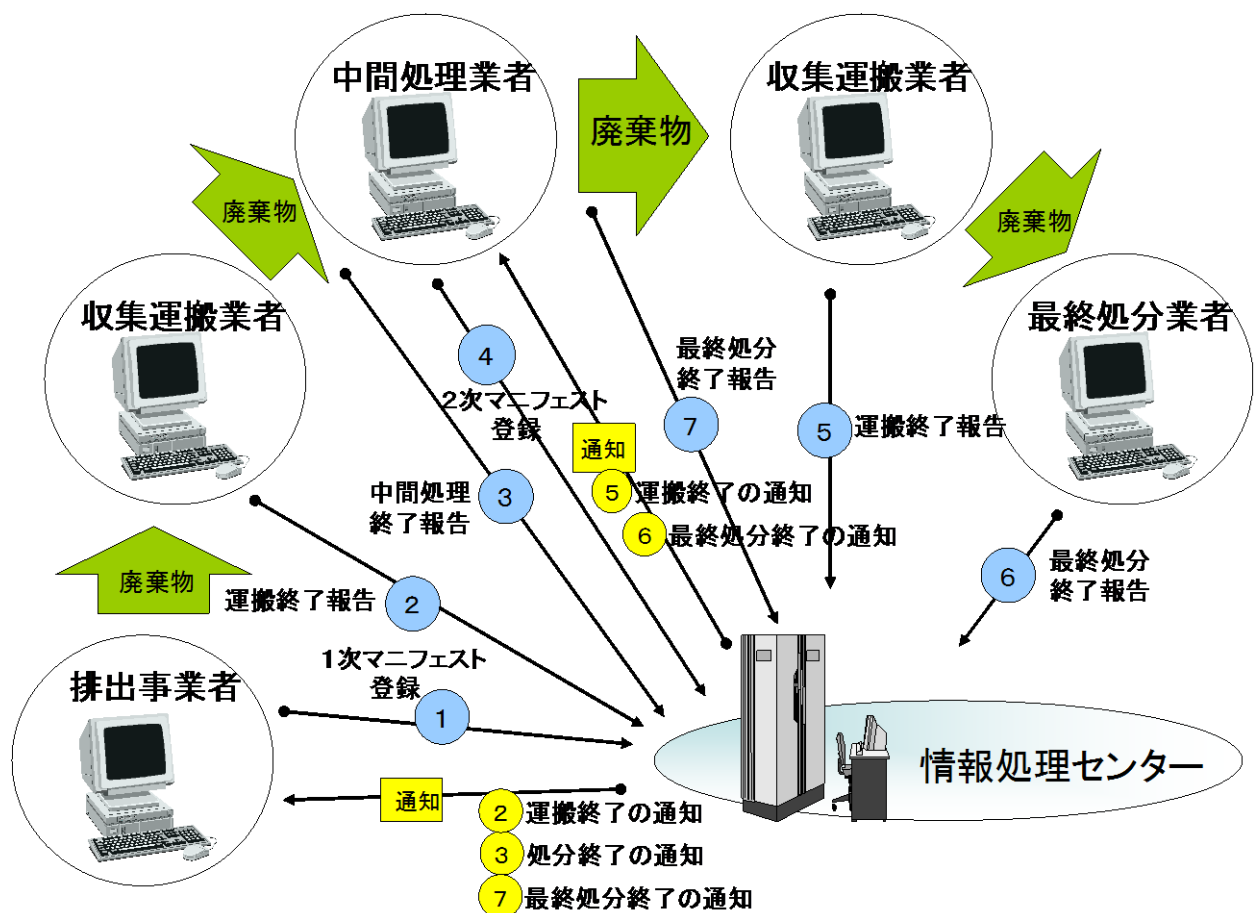 中間処理業者
収集運搬業者
廃棄物
廃棄物
廃棄物
収集運搬業者
最終処分業者
④
2次マニフェスト
登録
最終処分
終了報告
⑦
⑤
運搬終了報告
通知
⑤
運搬終了の通知
⑥
最終処分終了の通知
中間処理
終了報告
③
⑥
最終処分
終了報告
廃棄物
運搬終了報告
②
1次マニフェスト
登録
①
排出事業者
情報処理センター
通知
②
運搬終了の通知
③
処分終了の通知
⑦
最終処分終了の通知